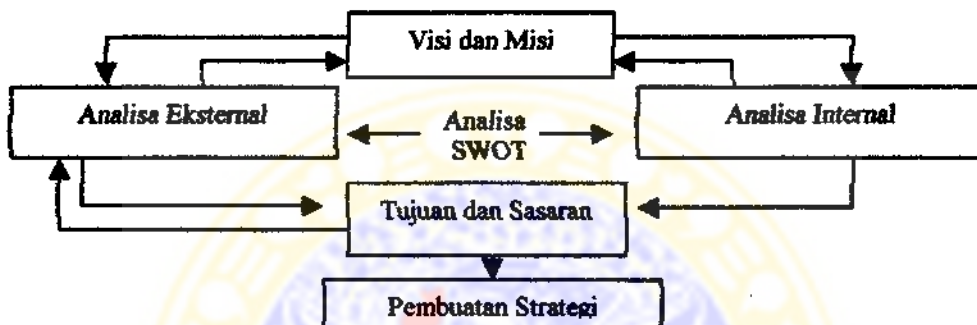 Visi dan Misi
Analisa Eksternal
Analisa
SWOT
Analisa Internal
Tujuan dan Sasaran
Pembuatan Strategi